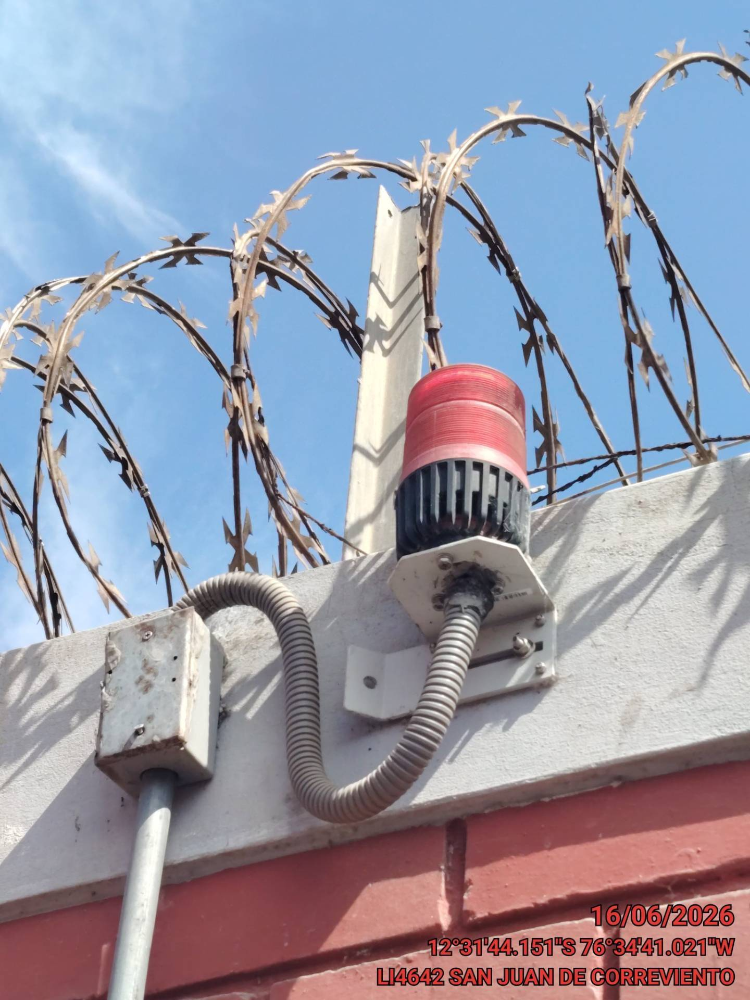 16/06/2026
12°31'44.151"S 76°34'41.021"W
LI4642 SAN JUAN DE CORREVIENTO